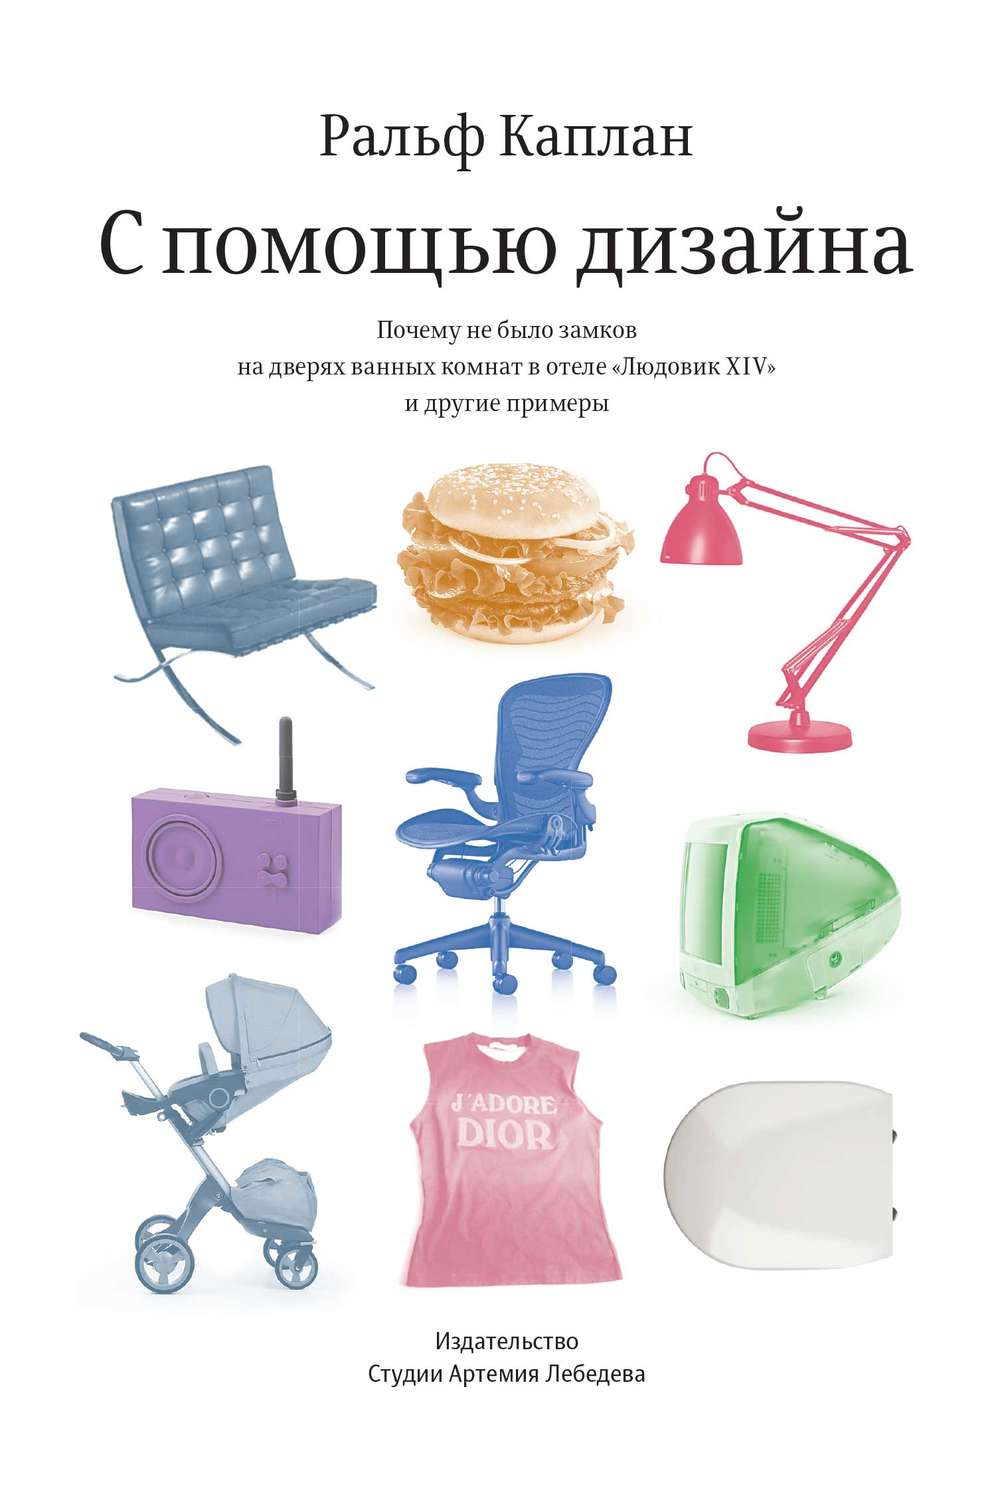 Ральф Каплан
С помощью дизайна
Почему не было замков
на дверях ванных комнат в отеле «Людовик XIV»
и другие примеры
J'ADORE
DIOR
Издательство
Студии Артемия Лебедева